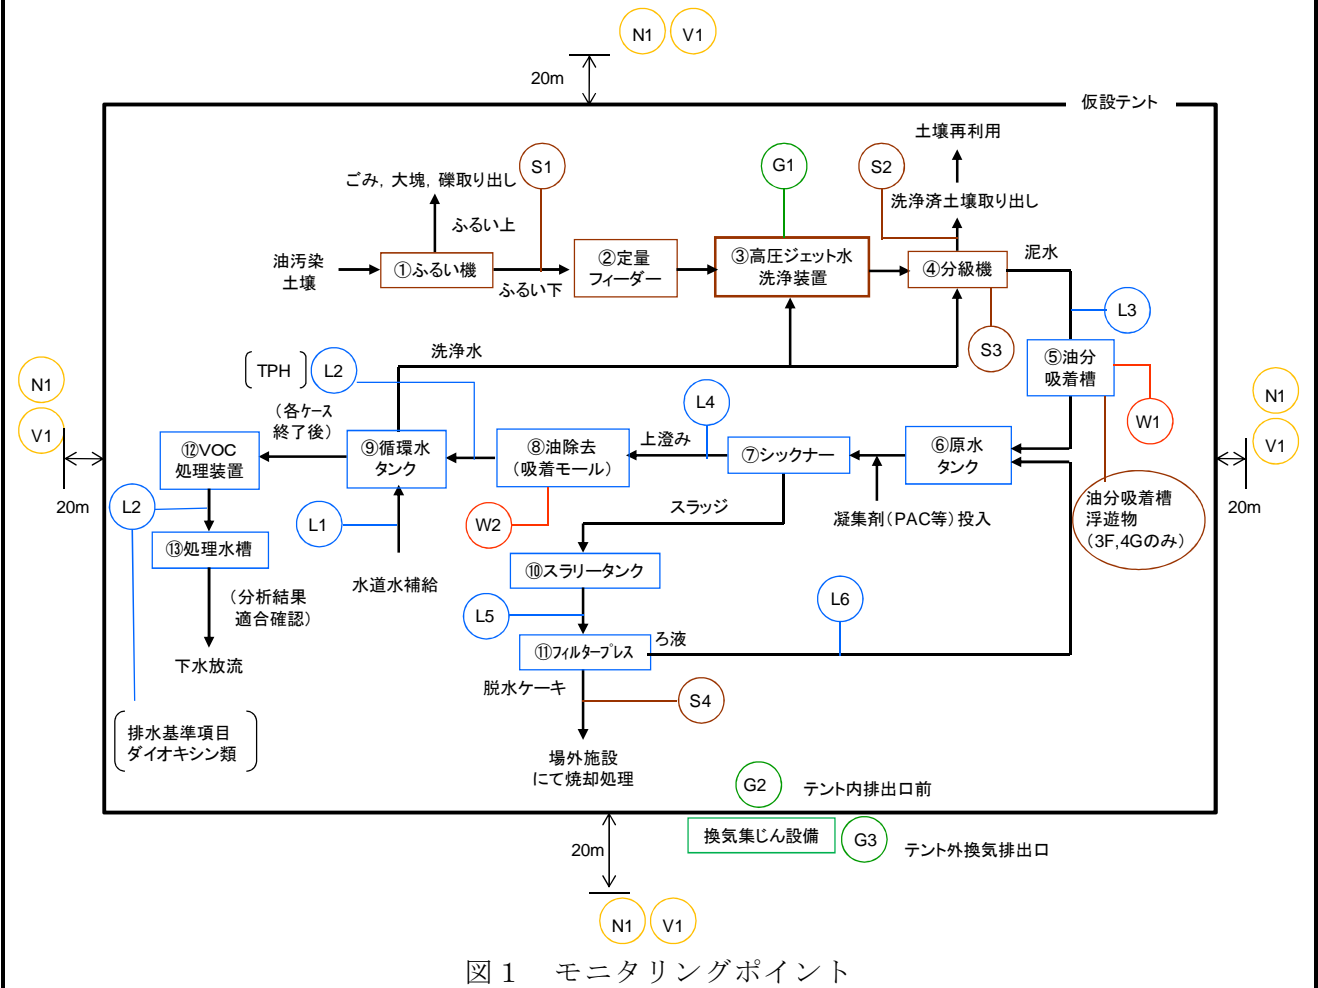 N1
V1
20m
仮設テント
土壌再利用
S1
G1
S2
ごみ，大塊，礫取り出し
洗浄済土壌取り出し
ふるい上
油汚染
土壌
①ふるい機
ふるい下
②定量
フィーダー
③高圧ジェット水
洗浄装置
④分級機
泥水
L3
S3
洗浄水
TPH
L2
⑤油分
吸着槽
N1
V1
20m
N1
V1
20m
W1
（各ケース
終了後）
L4
上澄み
⑫VOC
処理装置
⑨循環水
タンク
⑧油除去
（吸着モール）
⑦シックナー
⑥原水
タンク
L2
L1
W2
スラッジ
凝集剤（PAC等）投入
油分吸着槽
浮遊物
（3F,4Gのみ）
⑬処理水槽
水道水補給
⑩スラリータンク
（分析結果
適合確認）
L5
L6
⑪フィルタープレス
ろ液
下水放流
脱水ケーキ
S4
排水基準項目
ダイオキシン類
場外施設
にて焼却処理
G2
テント内排出口前
換気集じん設備
G3
テント外換気排出口
20m
N1
V1
図１　モニタリングポイント